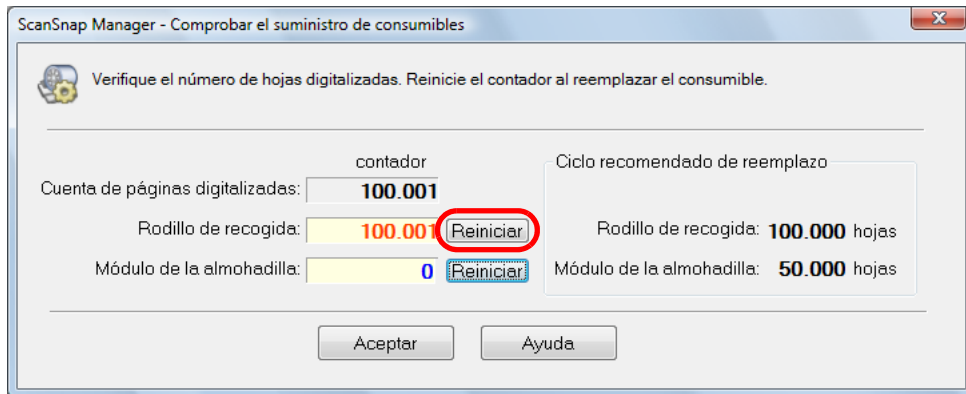 ScanSnap Manager - Comprobar el suministro de consumibles
Verifique el número de hojas digitalizadas. Reinicie el contador al reemplazar el consumible.
contador
Ciclo recomendado de reemplazo
Cuenta de páginas digitalizadas: 100.001
Rodillo de recogida: 100.001 Reiniciar
Rodillo de recogida: 100.000 hojas
Módulo de la almohadilla: 0 Reiniciar
Módulo de la almohadilla: 50.000 hojas
Aceptar
Ayuda